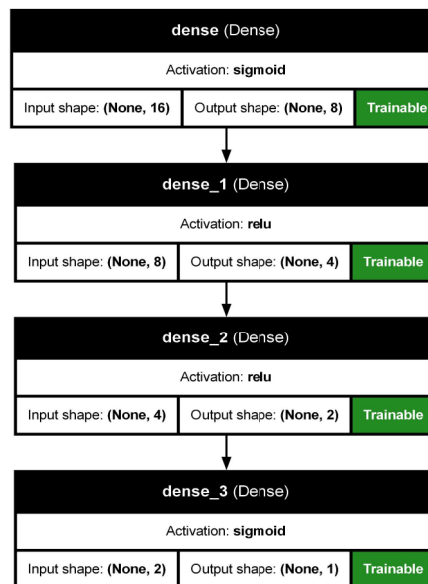 dense (Dense)
Activation: sigmoid
Input shape: (None, 16) Output shape: (None, 8) Trainable
dense_1 (Dense)
Activation: relu
Input shape: (None, 8) Output shape: (None, 4) Trainable
dense_2 (Dense)
Activation: relu
Input shape: (None, 4) Output shape: (None, 2) Trainable
dense_3 (Dense)
Activation: sigmoid
Input shape: (None, 2) Output shape: (None, 1) Trainable